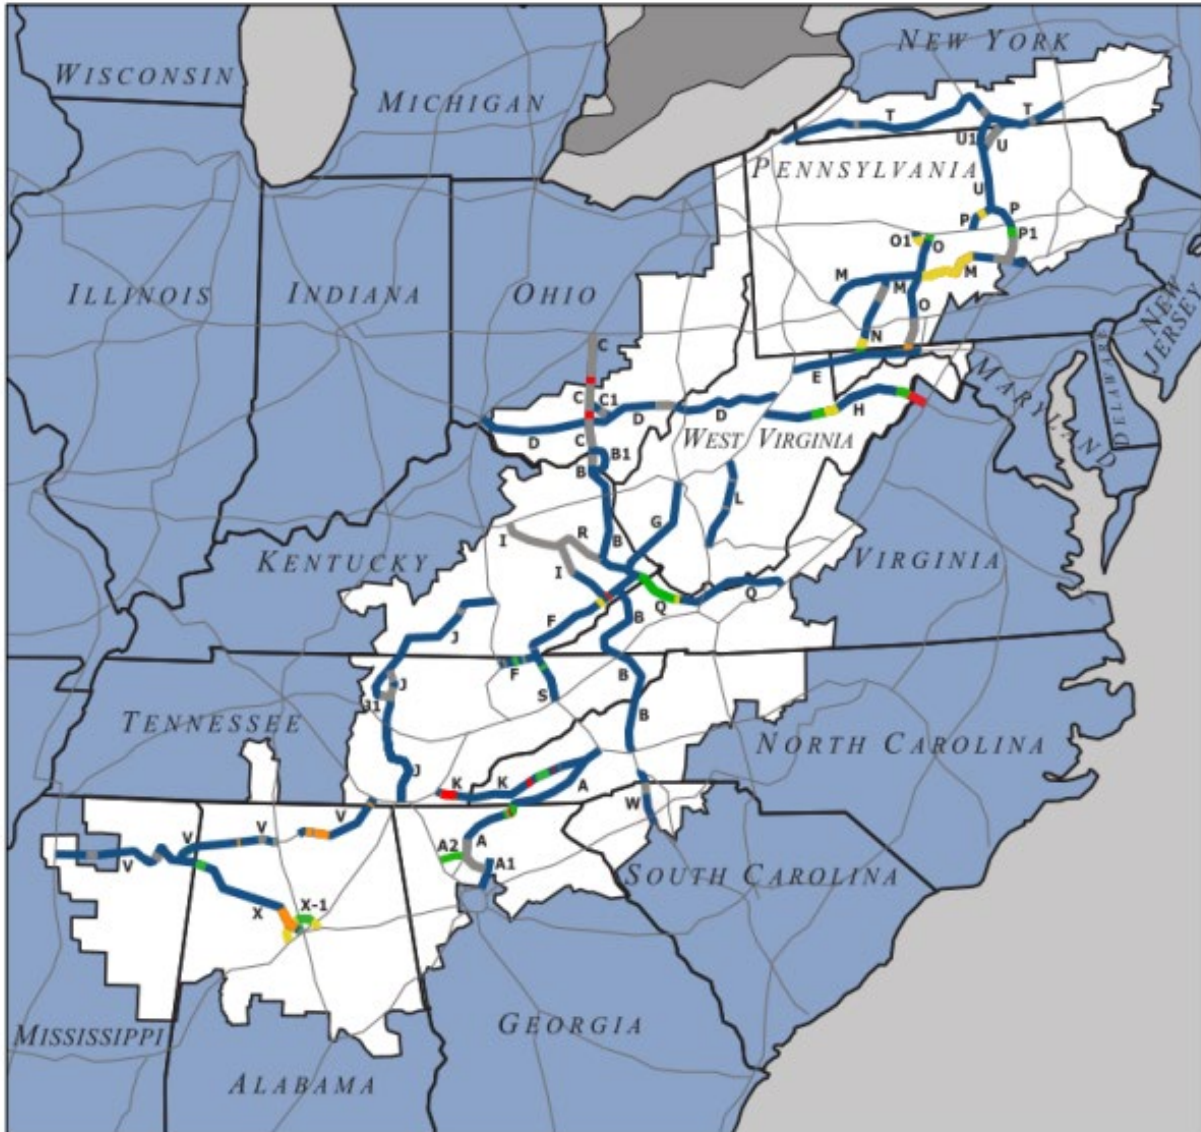 NEW YORK
WISCONSIN
MICHIGAN
T
T
U1
U
PENNSYLVANIA
U
P
P
P1
O1
O
M
M
M
O
ILLINOIS
INDIANA
OHIO
NEW
JERSEY
N
C
E
MARYLAND
DELAWARE
C
C1
D
D
D
H
C
WEST VIRGINIA
B1
B
L
G
I
R
B
KENTUCKY
I
VIRGINIA
Q
Q
F
B
J
F
B
S
J
J1
B
TENNESSEE
NORTH CAROLINA
J
K
K
A
W
V
V
V
V
A
A2
A1
SOUTH CAROLINA
X
X-1
MISSISSIPPI
GEORGIA
ALABAMA